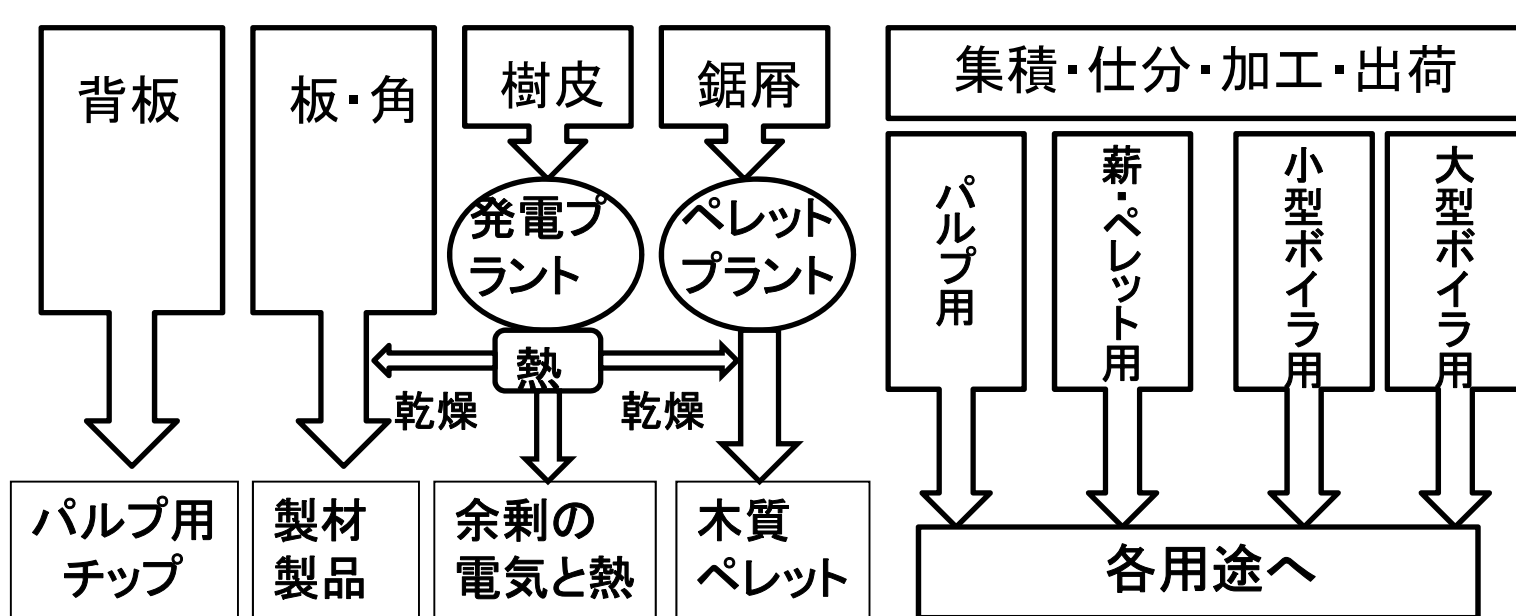 背板
板・角
樹皮
鋸屑
集積・仕分・加工・出荷
発電プ
ラント
ペレット
プラント
パルプ用
薪・ペレット用
小型ボイラ用
大型ボイラ用
熱
乾燥
乾燥
パルプ用
チップ
製材
製品
余剰の
電気と熱
木質
ペレット
各用途へ